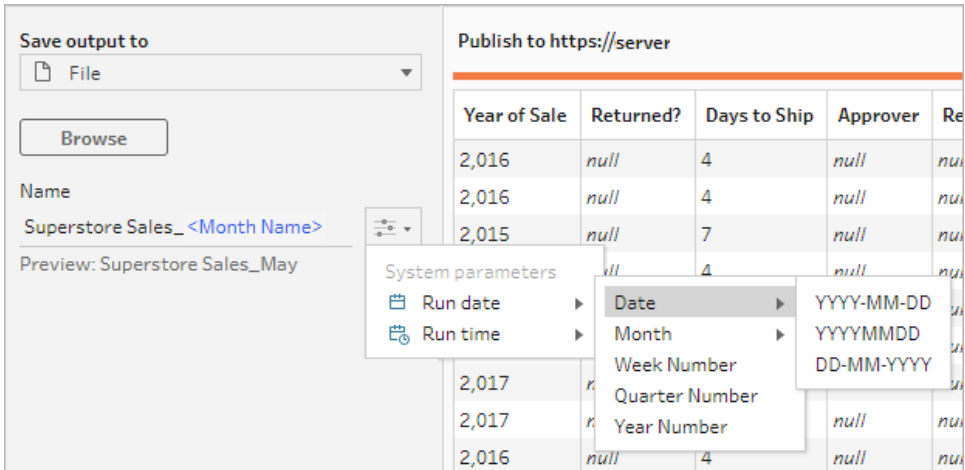 Save output to
File
Browse
Name
Superstore Sales_ <Month Name>
Preview: Superstore Sales_May
Publish to https://server
Year of Sale Returned? Days to Ship Approver
2,016 null 4 null
2,016 null 4 null
2,015 null 7 null
4 null
2,017
2,017 null
2,016 null 4 null
System parameters
Run date
Run time
Date
Month
Week Number
Quarter Number
Year Number
YYYY-MM-DD
YYYYMMDD
DD-MM-YYYY